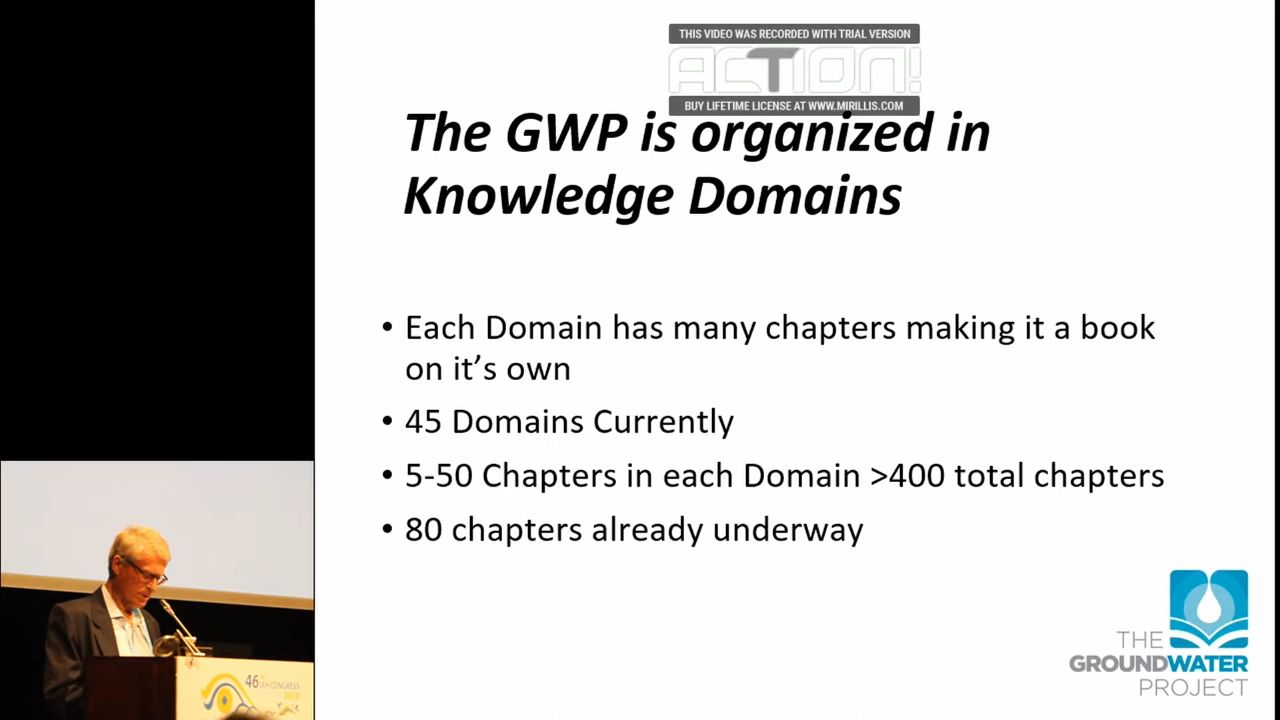 THIS VIDEO WAS RECORDED WITH TRIAL VERSION
ACTION!
BUY LIFETIME LICENSE AT WWW.MIRILLIS.COM
The GWP is organized in
Knowledge Domains
• Each Domain has many chapters making it a book
on it’s own
• 45 Domains Currently
• 5-50 Chapters in each Domain >400 total chapters
• 80 chapters already underway
THE
GROUNDWATER
PROJECT
46 IAH CONGRESS